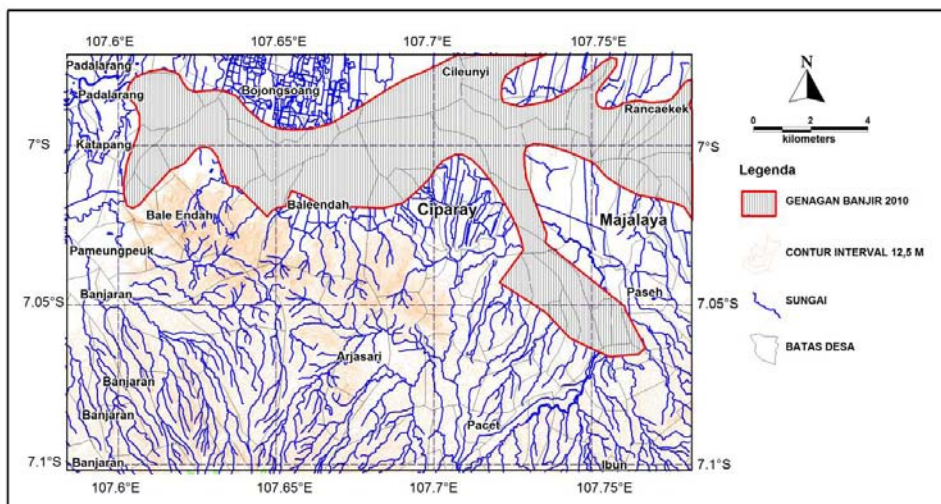 107.6°E 107.65°E 107.7°E 107.75°E
Padalarang
Cileunyi
Padalarang
Bojongsoang
Rancaekek
Katapang
7°S
7°S
Bale Endah
Baleendah
Ciparay
Majalaya
Pameungpeuk
7.05°S
Banjaran
Paseh
7.05°S
Arjasari
Banjaran
Banjaran
Pacet
Banjaran
Ibun
7.1°S
7.1°S
107.6°E 107.65°E 107.7°E 107.75°E
N
0 2 4
kilometers
Legenda
GENAGAN BANJIR 2010
CONTUR INTERVAL 12,5 M
SUNGAI
BATAS DESA